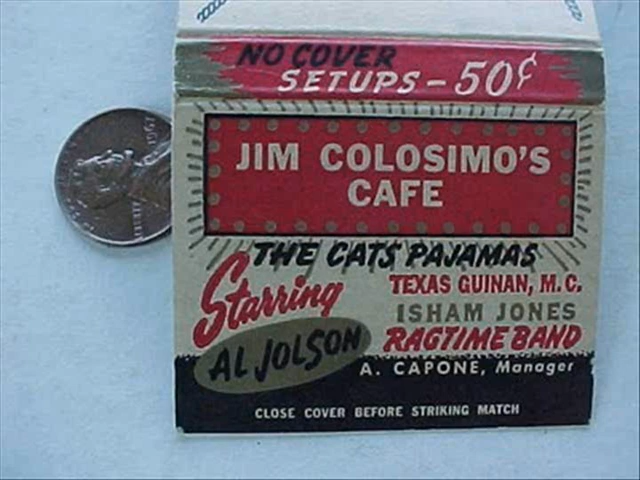 NO COVER
SETUPS - 50¢
JIM COLOSIMO'S
CAFE
THE CATS PAJAMAS
Starring
TEXAS GUINAN, M.C.
ISHAM JONES
RAGTIME BAND
AL JOLSON
A. CAPONE, Manager
CLOSE COVER BEFORE STRIKING MATCH